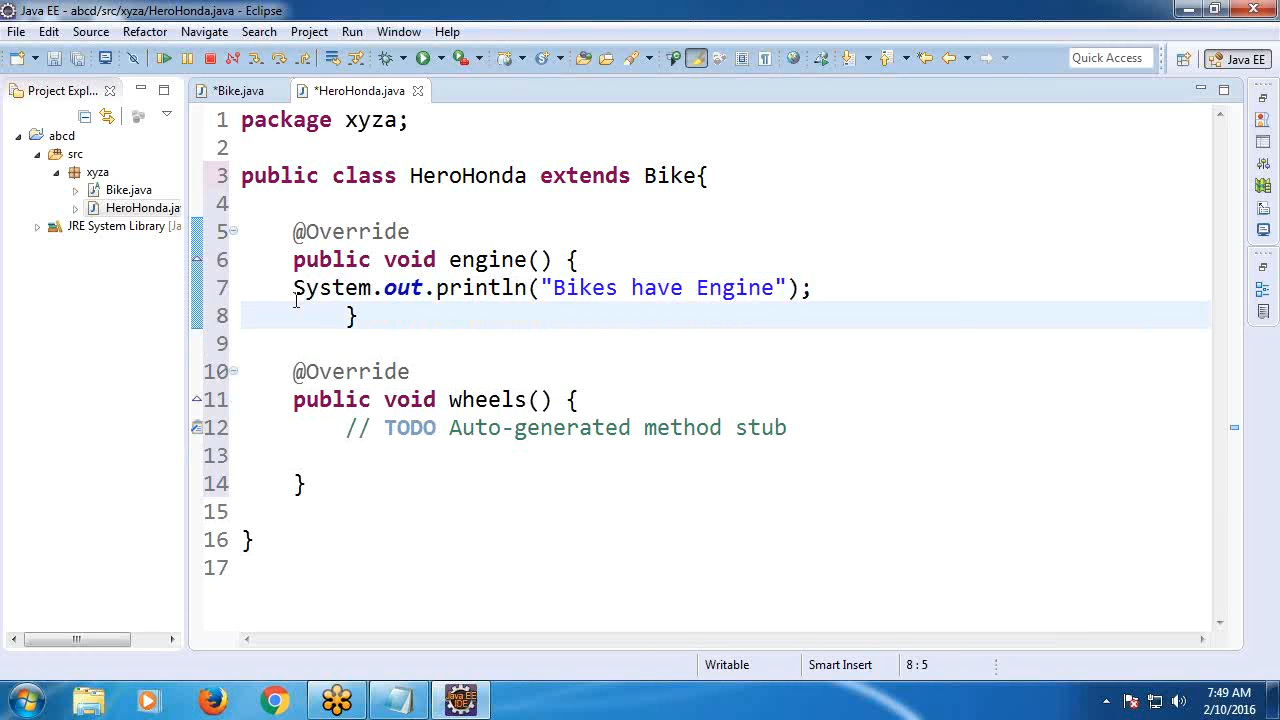 Java EE - abcd/src/xyza/HeroHonda.java - Eclipse
File Edit Source Refactor Navigate Search Project Run Window Help
Quick Access Java EE
Project Expl... *Bike.java *HeroHonda.java
abcd
src
xyza
Bike.java
HeroHonda.ja
JRE System Library [Ja
1 package xyza;
2
3 public class HeroHonda extends Bike{
4
5 @Override
6 public void engine() {
7 System.out.println("Bikes have Engine");
8 }
9
10 @Override
11 public void wheels() {
12 // TODO Auto-generated method stub
13
14 }
15
16 }
17
Writable Smart Insert 8 : 5
Java EE
IDE
7:49 AM
2/10/2016